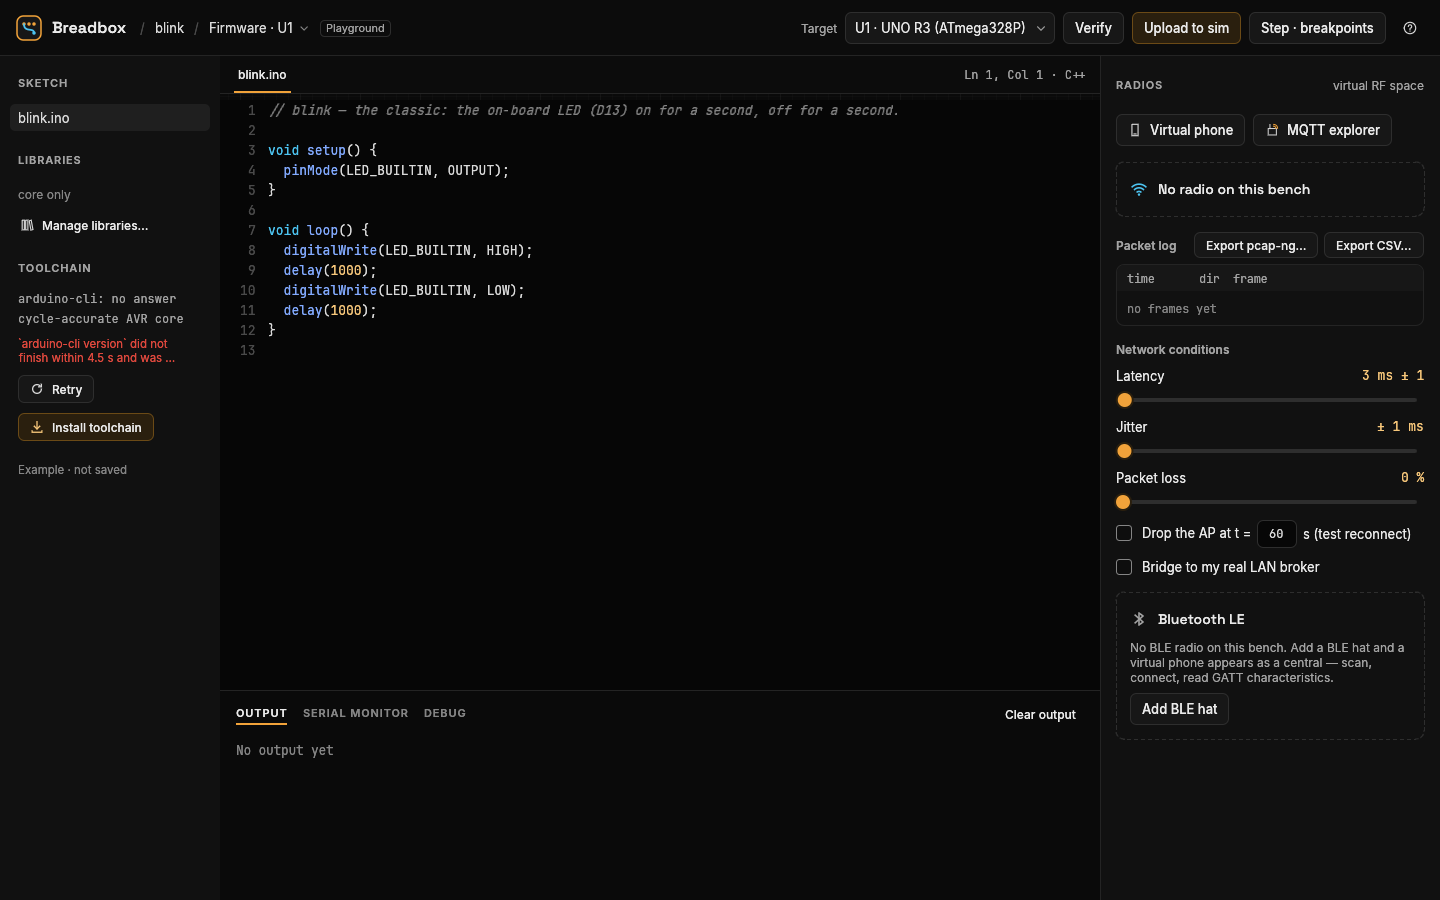 Breadbox / blink / Firmware · U1 Playground Target U1 · UNO R3 (ATmega328P) Verify Upload to sim Step · breakpoints
SKETCH
blink.ino
LIBRARIES
core only
Manage libraries...
TOOLCHAIN
arduino-cli: no answer
cycle-accurate AVR core
`arduino-cli version` did not
finish within 4.5 s and was ...
Retry
Install toolchain
Example · not saved
blink.ino Ln 1, Col 1 · C++
1 // blink — the classic: the on-board LED (D13) on for a second, off for a second.
2
3 void setup() {
4 pinMode(LED_BUILTIN, OUTPUT);
5 }
6
7 void loop() {
8 digitalWrite(LED_BUILTIN, HIGH);
9 delay(1000);
10 digitalWrite(LED_BUILTIN, LOW);
11 delay(1000);
12 }
13
OUTPUT SERIAL MONITOR DEBUG Clear output
No output yet
RADIOS virtual RF space
Virtual phone MQTT explorer
No radio on this bench
Packet log Export pcap-ng... Export CSV...
time dir frame
no frames yet
Network conditions
Latency 3 ms ± 1
Jitter ± 1 ms
Packet loss 0 %
Drop the AP at t = 60 s (test reconnect)
Bridge to my real LAN broker
Bluetooth LE
No BLE radio on this bench. Add a BLE hat and a
virtual phone appears as a central — scan,
connect, read GATT characteristics.
Add BLE hat